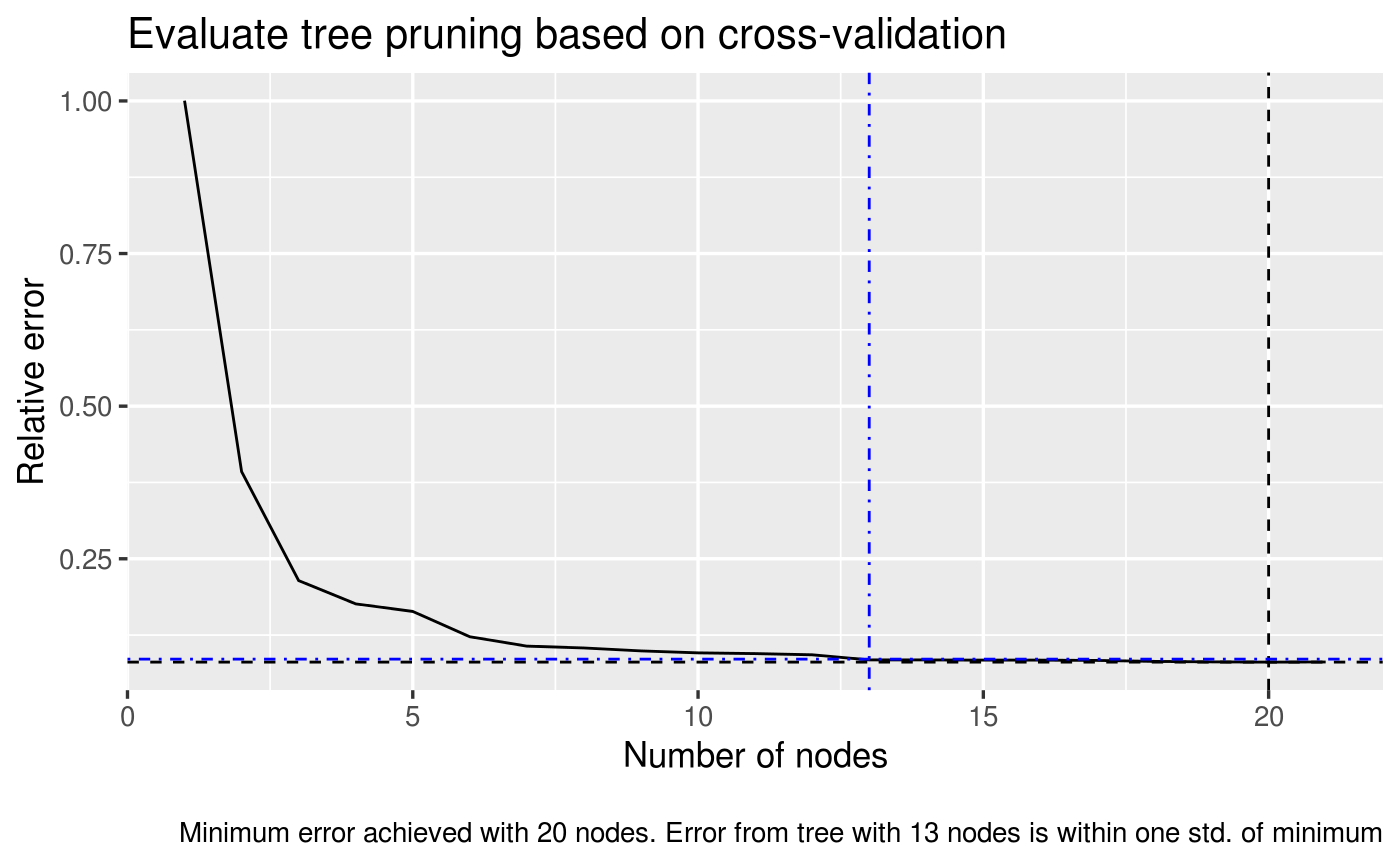 Evaluate tree pruning based on cross-validation
1.00
0.75
0.50
0.25
Relative error
0 5 10 15 20
Number of nodes
Minimum error achieved with 20 nodes. Error from tree with 13 nodes is within one std. of minimum